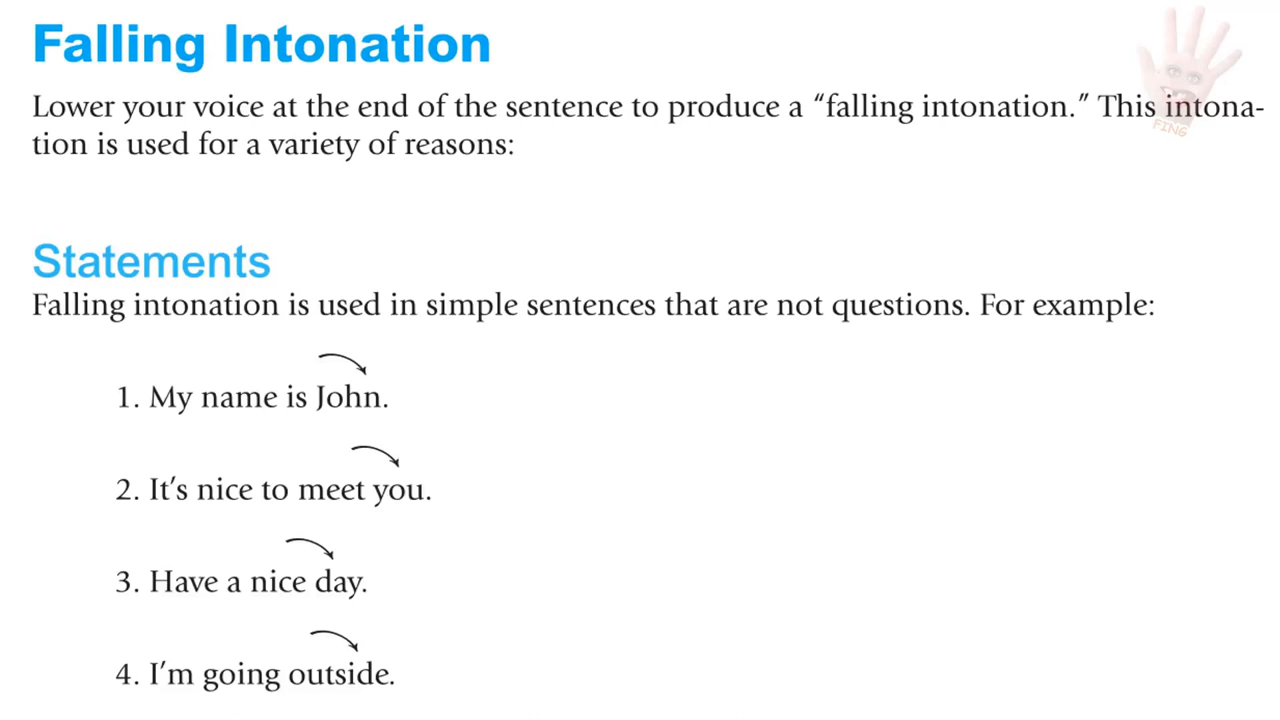 Falling Intonation
Lower your voice at the end of the sentence to produce a “falling intonation.” This intona-
tion is used for a variety of reasons:
Statements
Falling intonation is used in simple sentences that are not questions. For example:
1. My name is John.
2. It’s nice to meet you.
3. Have a nice day.
4. I’m going outside.
FING